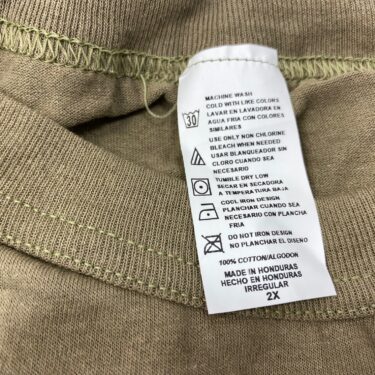 MACHINE WASH
COLD WITH LIKE COLORS
LAVAR EN LAVADORA EN
AGUA FRIA CON COLORES
SIMILARES
30
USE ONLY NON CHLORINE
BLEACH WHEN NEEDED
USAR BLANQUEADOR SIN
CLORO CUANDO SEA
NECESARIO
TUMBLE DRY LOW
SECAR EN SECADORA
A TEMPERATURA BAJA
COOL IRON DESIGN
PLANCHAR CUANDO SEA
NECESARIO CON PLANCHA
FRIA
DO NOT IRON DESIGN
NO PLANCHAR EL DISENO
100% COTTON/ALGODON
MADE IN HONDURAS
HECHO EN HONDURAS
IRREGULAR
2X